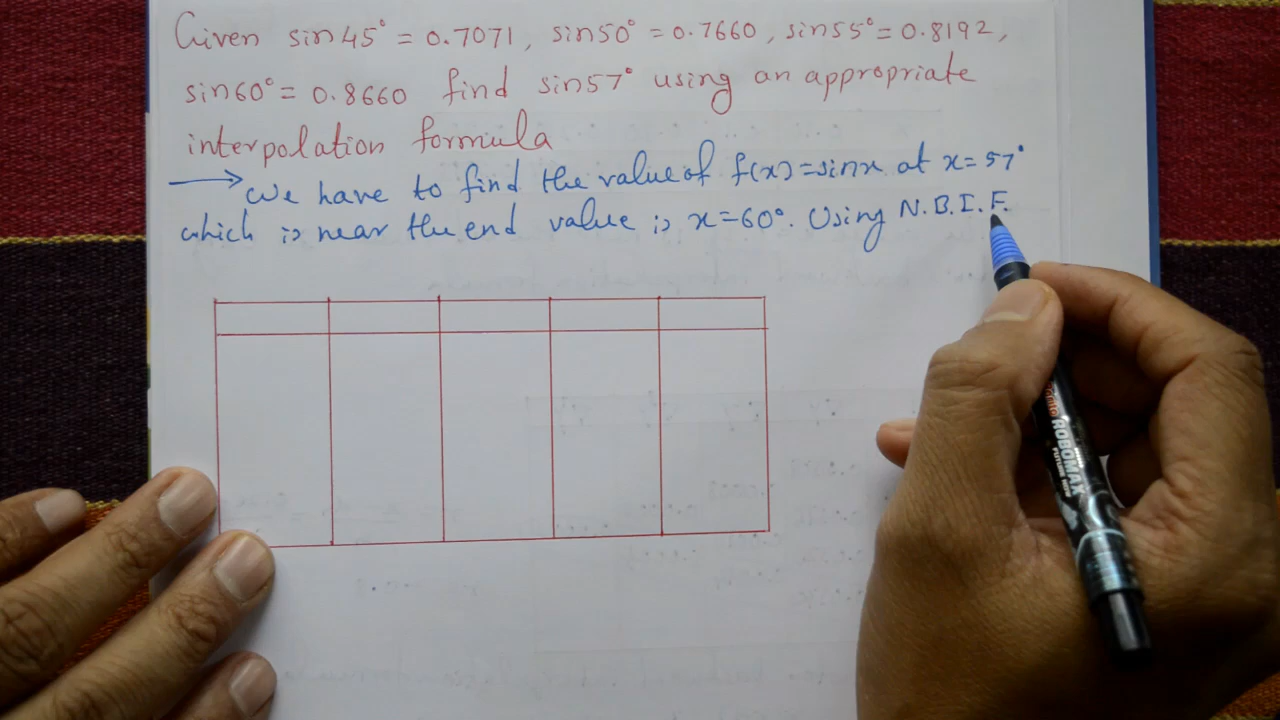 Given sin45° = 0.7071, sin50° = 0.7660, sin55° = 0.8192,
sin60° = 0.8660 find sin57° using an appropriate
interpolation formula
→ We have to find the value of f(x)=sinx at x=57°
which is near the end value is x=60°. Using N.B.I.F.
ROBOMAX